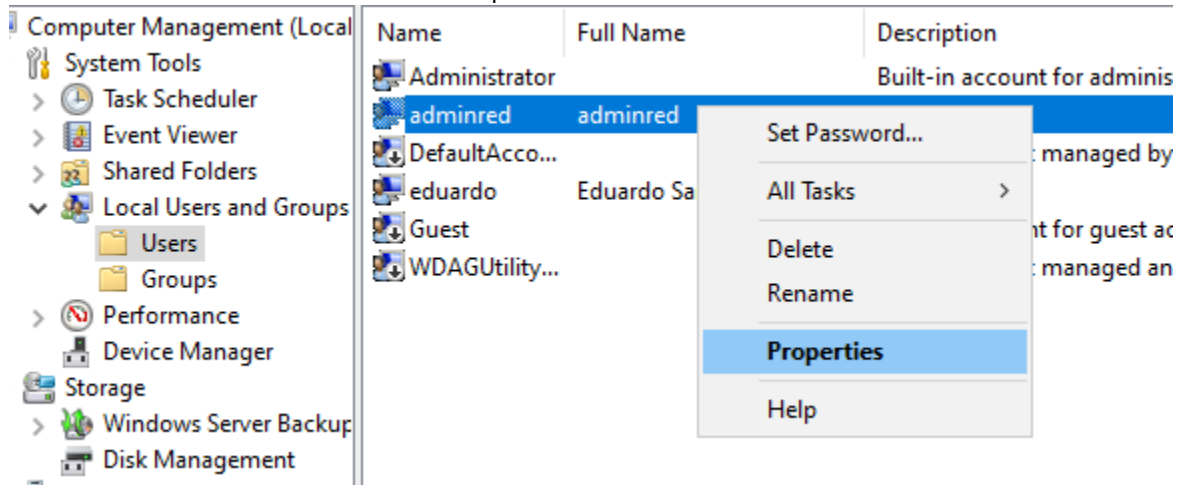 Computer Management (Local
System Tools
Task Scheduler
Event Viewer
Shared Folders
Local Users and Groups
Users
Groups
Performance
Device Manager
Storage
Windows Server Backup
Disk Management
Name Full Name Description
Administrator Built-in account for adminis
adminred adminred
DefaultAcco... t managed by
eduardo Eduardo Sa
Guest nt for guest ac
WDAGUtility... t managed an
Set Password...
All Tasks
Delete
Rename
Properties
Help